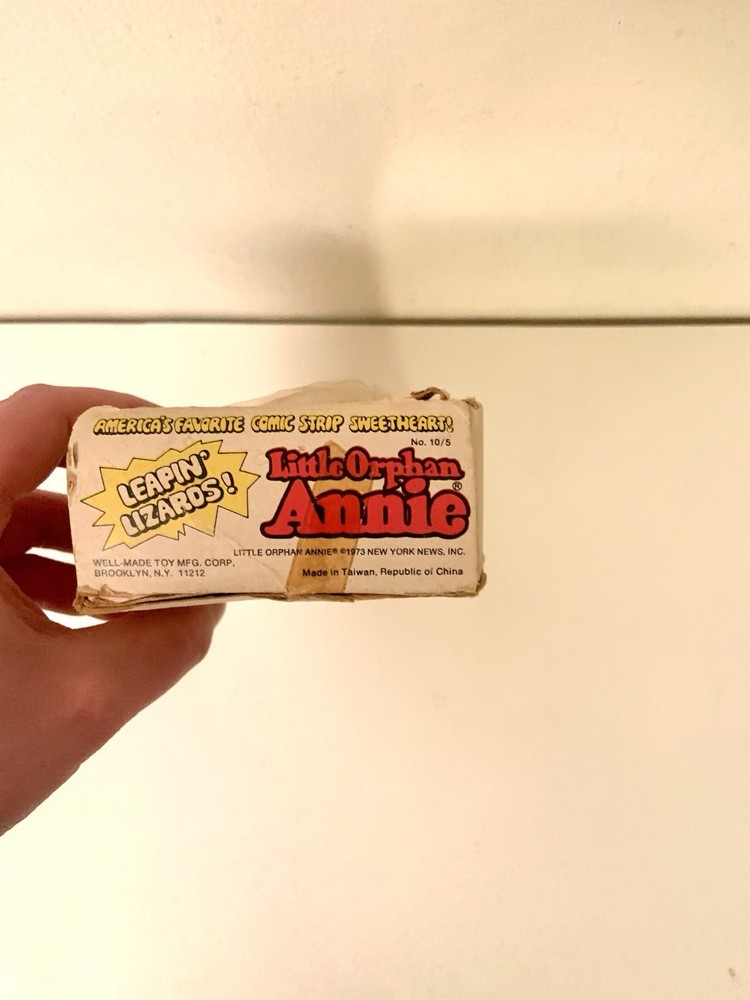 AMERICA'S FAVORITE COMIC STRIP SWEETHEART!
No. 10/5
LEAPIN'
LIZARDS!
Little Orphan
Annie®
LITTLE ORPHAN ANNIE® ©1973 NEW YORK NEWS, INC.
WELL-MADE TOY MFG. CORP.
BROOKLYN, N.Y. 11212
Made in Taiwan, Republic of China